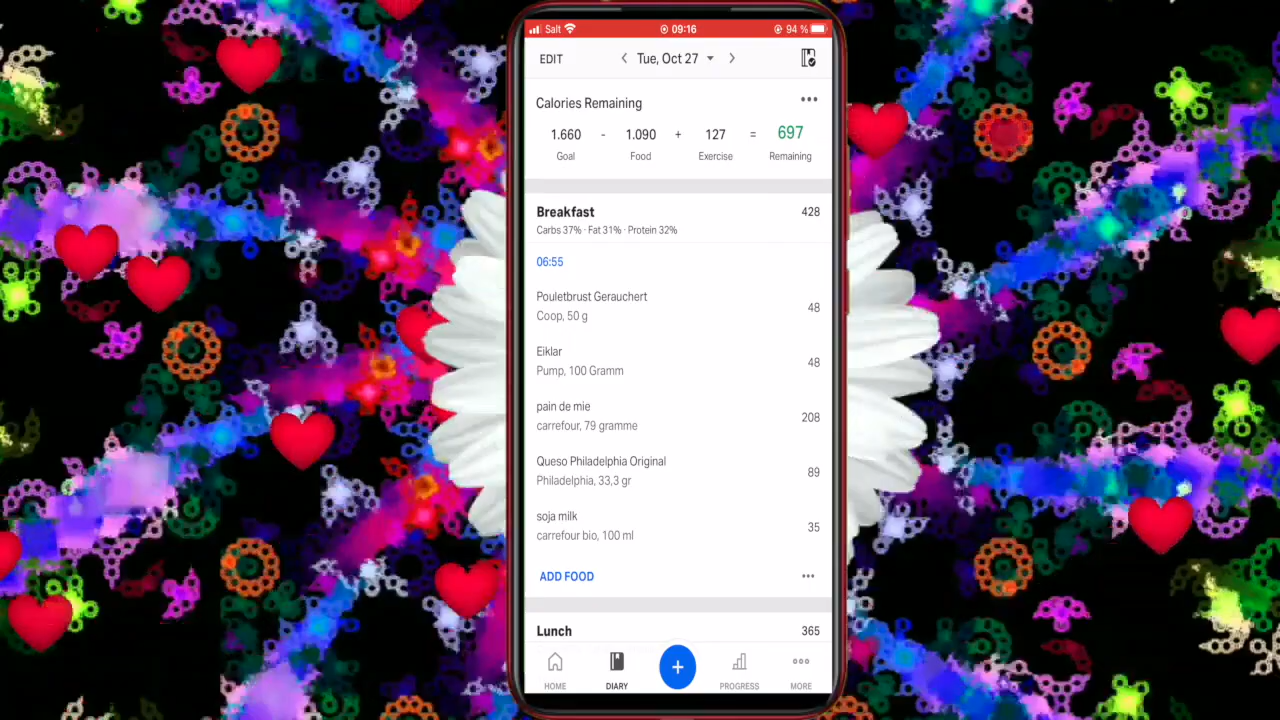 Salt 09:16 94 %
EDIT Tue, Oct 27
Calories Remaining
1.660 - 1.090 + 127 = 697
Goal Food Exercise Remaining
Breakfast 428
Carbs 37% · Fat 31% · Protein 32%
06:55
Pouletbrust Gerauchert
Coop, 50 g 48
Eiklar
Pump, 100 Gramm 48
pain de mie
carrefour, 79 gramme 208
Queso Philadelphia Original
Philadelphia, 33,3 gr 89
soja milk
carrefour bio, 100 ml 35
ADD FOOD
Lunch 365
HOME DIARY + PROGRESS MORE